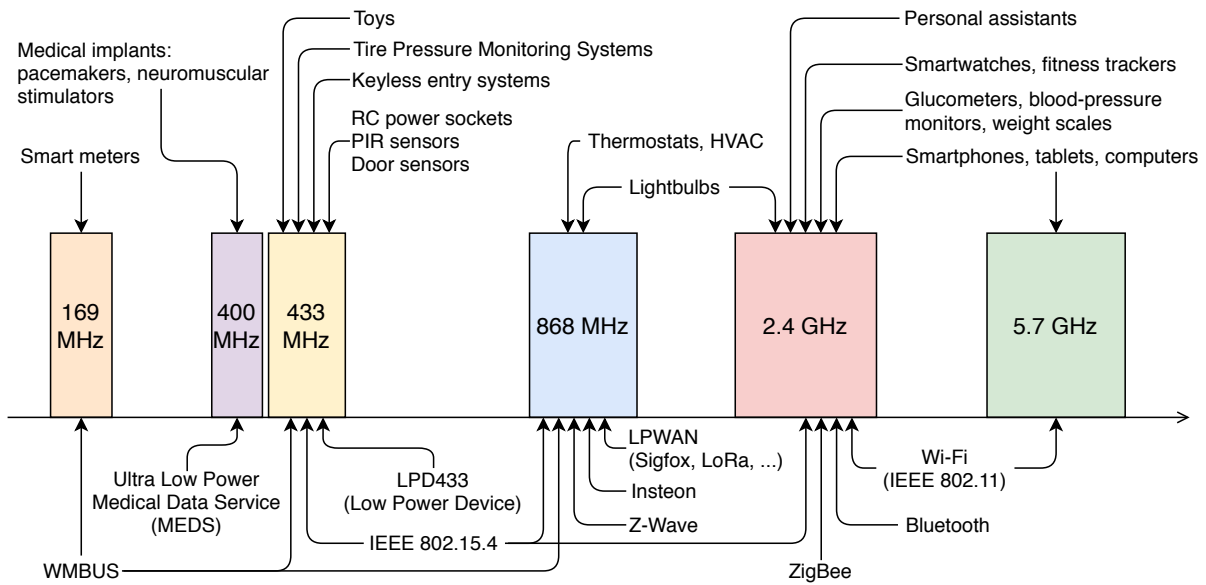 Toys
Tire Pressure Monitoring Systems
Keyless entry systems
RC power sockets
PIR sensors
Door sensors
Medical implants:
pacemakers, neuromuscular
stimulators
Smart meters
Thermostats, HVAC
Lightbulbs
Personal assistants
Smartwatches, fitness trackers
Glucometers, blood-pressure
monitors, weight scales
Smartphones, tablets, computers
169
MHz
400
MHz
433
MHz
868 MHz
2.4 GHz
5.7 GHz
Ultra Low Power
Medical Data Service
(MEDS)
LPD433
(Low Power Device)
LPWAN
(Sigfox, LoRa, ...)
Insteon
Z-Wave
IEEE 802.15.4
WMBUS
Wi-Fi
(IEEE 802.11)
Bluetooth
ZigBee